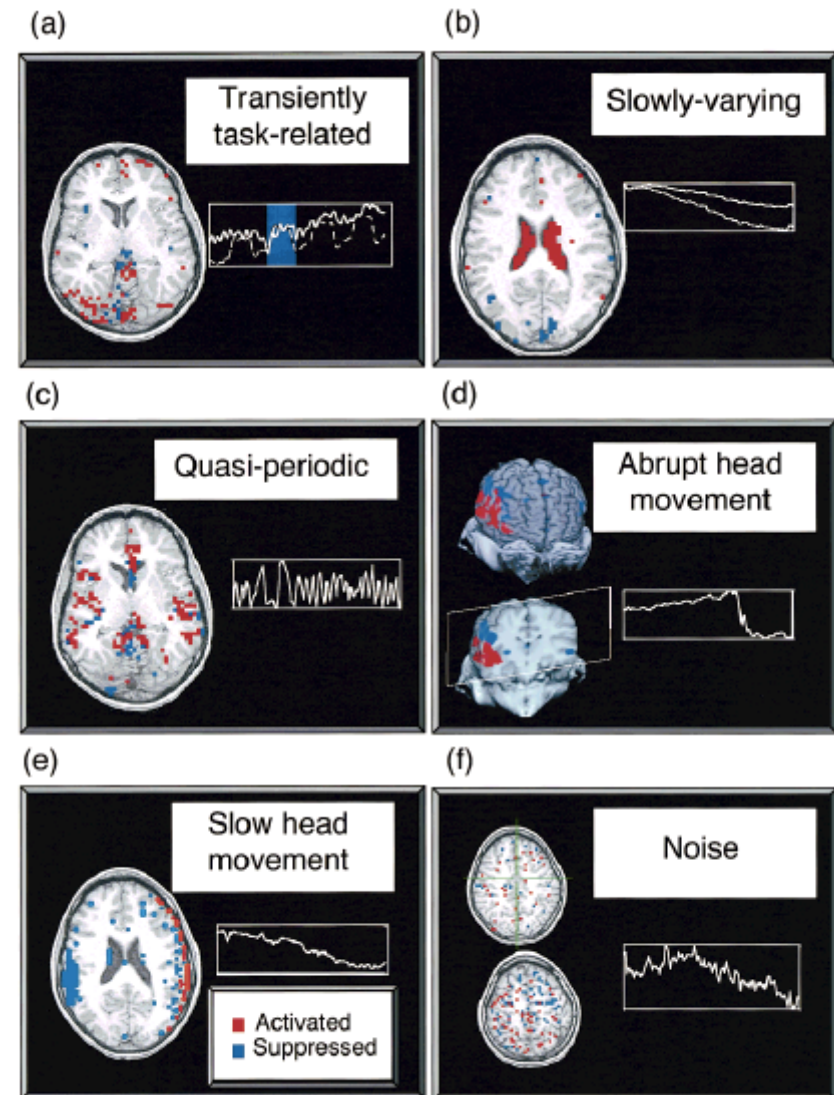 (a)
Transiently
task-related
(b)
Slowly-varying
(c)
Quasi-periodic
(d)
Abrupt head
movement
(e)
Slow head
movement
Activated
Suppressed
(f)
Noise